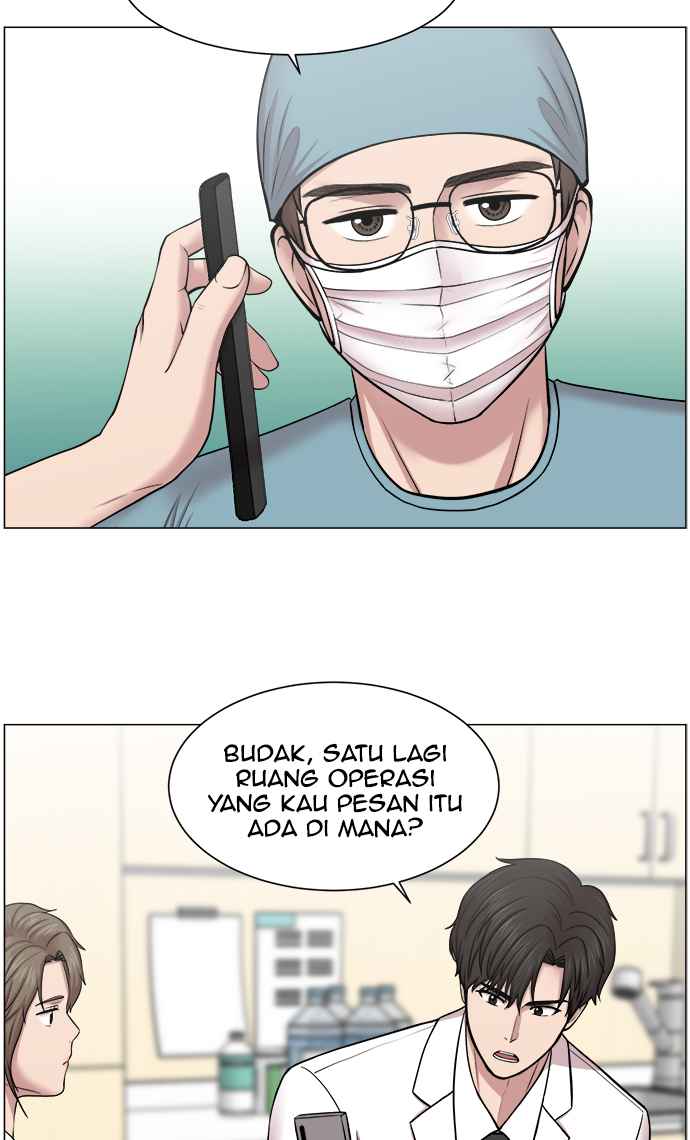 BUDAK, SATU LAGI
RUANG OPERASI
YANG KAU PESAN ITU
ADA DI MANA?